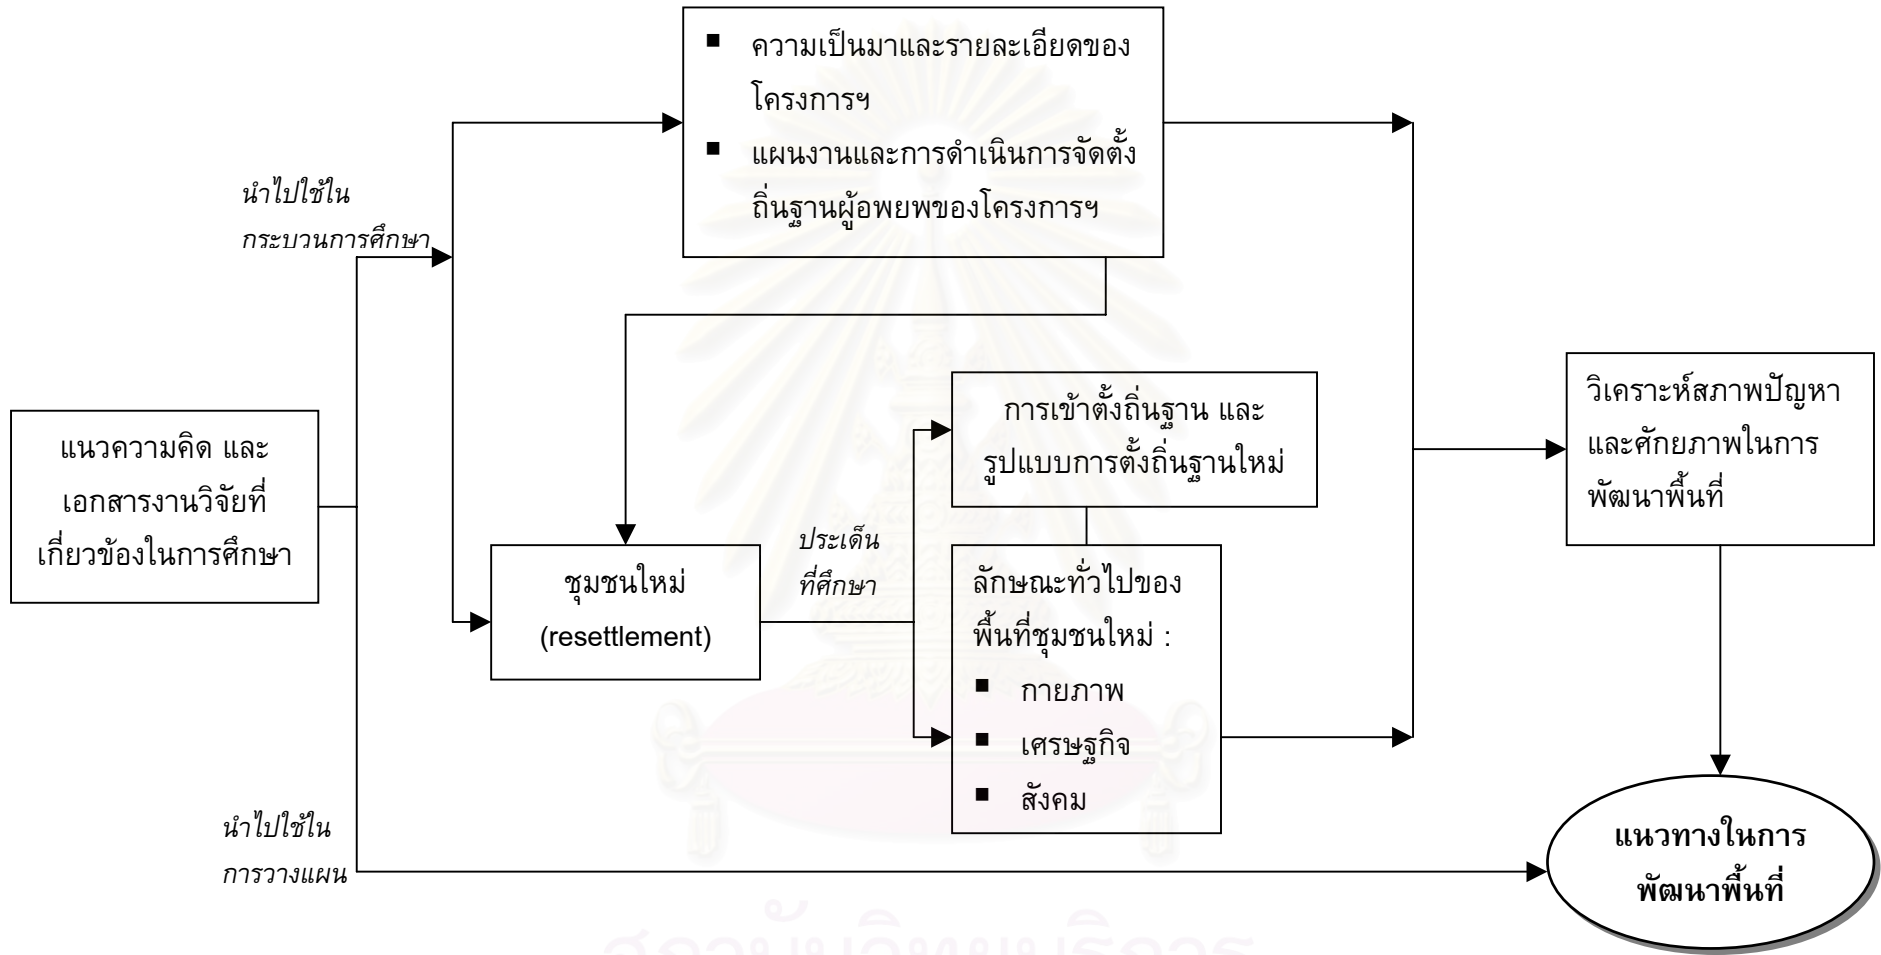 ■ ความเป็นมาและรายละเอียดของ
โครงการฯ
■ แผนงานและการดำเนินการจัดตั้ง
ถิ่นฐานผู้อพยพของโครงการฯ
นำไปใช้ใน
กระบวนการศึกษา
แนวความคิด และ
เอกสารงานวิจัยที่
เกี่ยวข้องในการศึกษา
การเข้าตั้งถิ่นฐาน และ
รูปแบบการตั้งถิ่นฐานใหม่
วิเคราะห์สภาพปัญหา
และศักยภาพในการ
พัฒนาพื้นที่
ประเด็น
ที่ศึกษา
ชุมชนใหม่
(resettlement)
ลักษณะทั่วไปของ
พื้นที่ชุมชนใหม่ :
■ กายภาพ
■ เศรษฐกิจ
■ สังคม
นำไปใช้ใน
การวางแผน
แนวทางในการ
พัฒนาพื้นที่
สถาบันวิทยบริการ